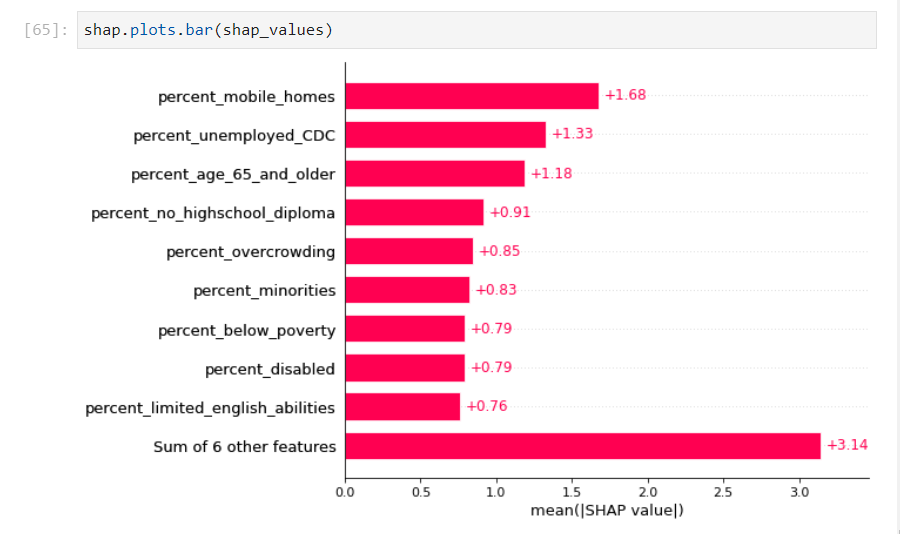 [65]: shap.plots.bar(shap_values)
percent_mobile_homes +1.68
percent_unemployed_CDC +1.33
percent_age_65_and_older +1.18
percent_no_highschool_diploma +0.91
percent_overcrowding +0.85
percent_minorities +0.83
percent_below_poverty +0.79
percent_disabled +0.79
percent_limited_english_abilities +0.76
Sum of 6 other features +3.14
0.0 0.5 1.0 1.5 2.0 2.5 3.0
mean(|SHAP value|)